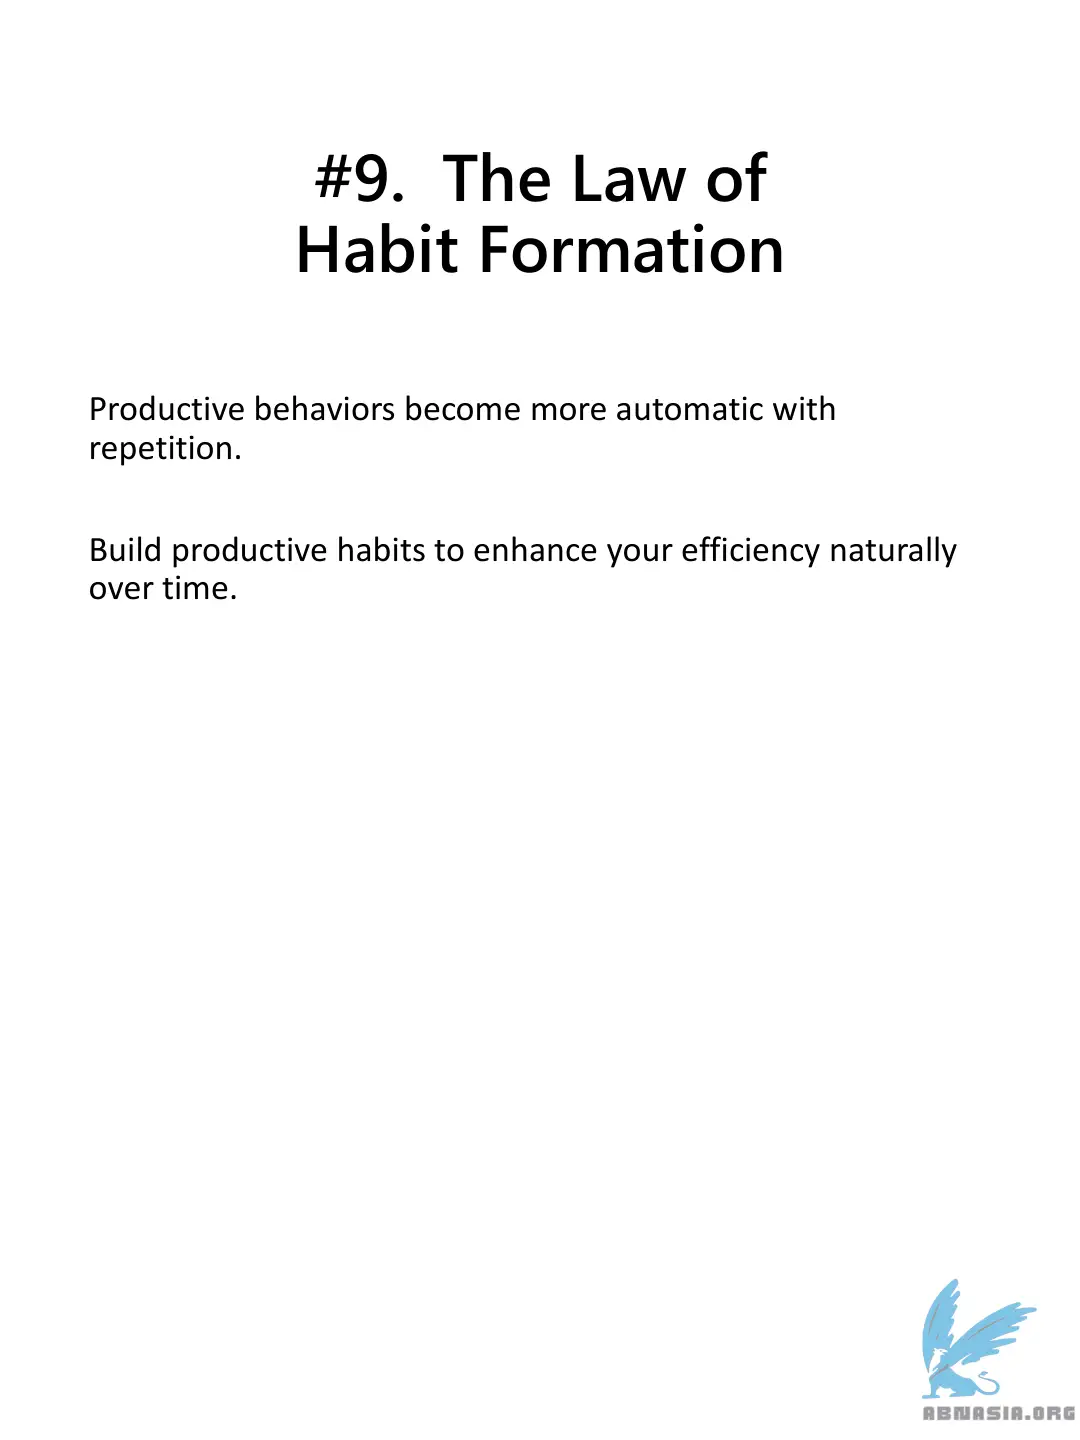 #9.  The Law of
Habit Formation
Productive behaviors become more automatic with
repetition.
Build productive habits to enhance your efficiency naturally
over time.
ABNASIA.ORG